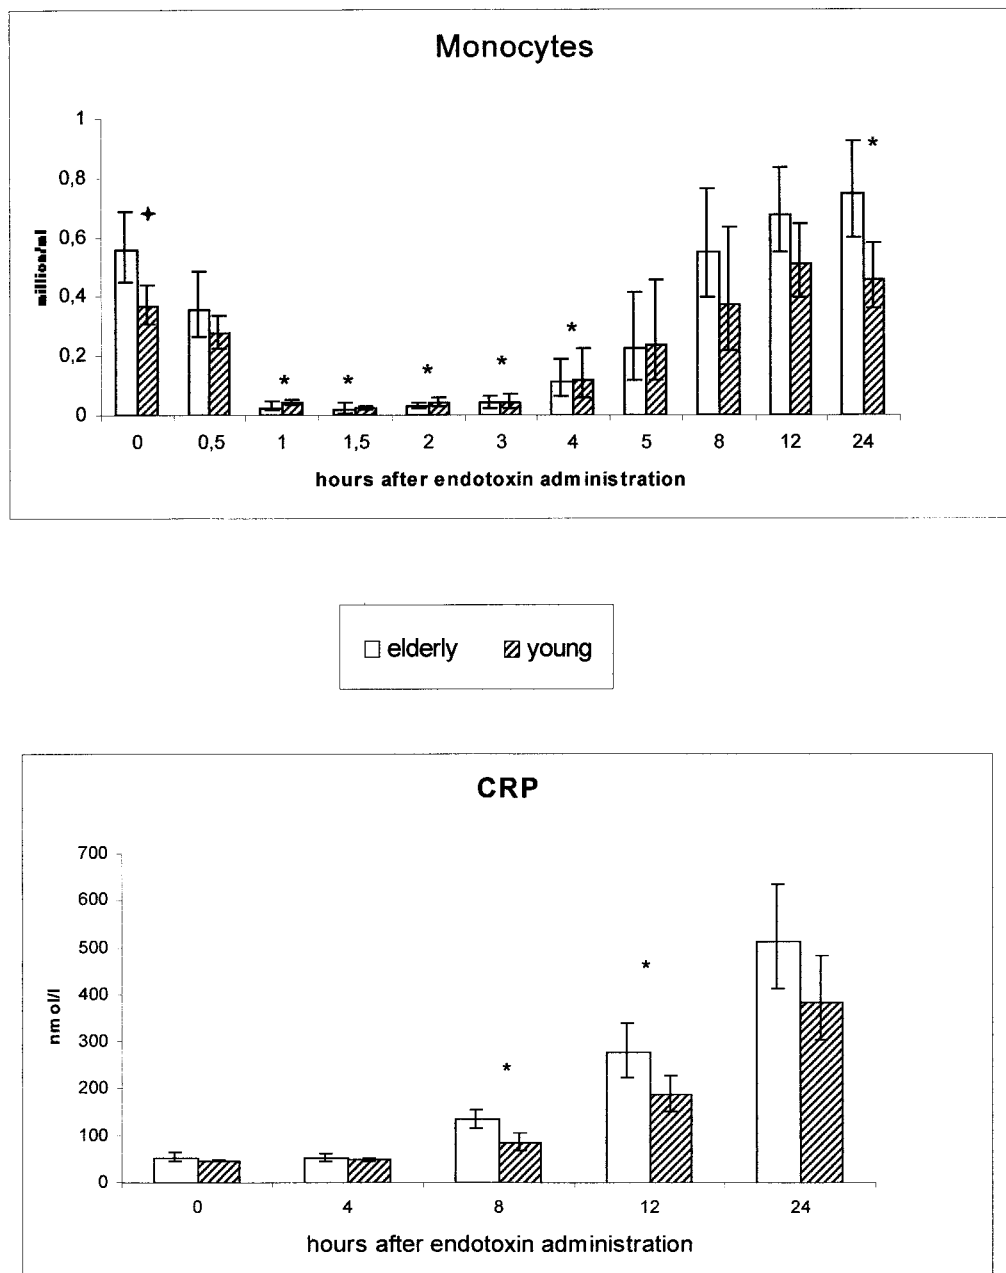 Monocytes
1
0,8
0,6
0,4
0,2
0
million/ml
✦
*
*
*
*
*
*
0 0,5 1 1,5 2 3 4 5 8 12 24
hours after endotoxin administration
elderly young
CRP
700
600
500
400
300
200
100
0
nmol/l
*
*
0 4 8 12 24
hours after endotoxin administration